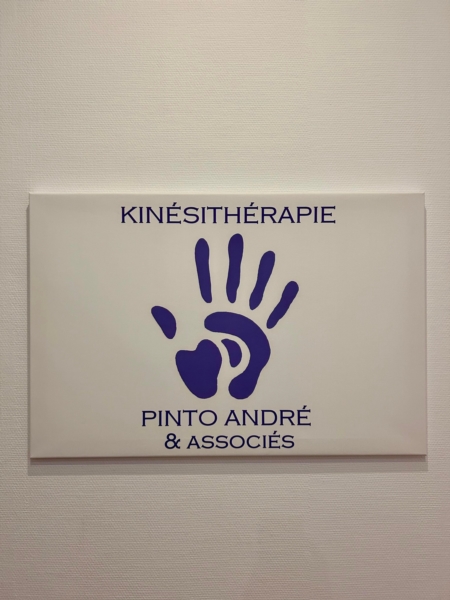 KINÉSITHÉRAPIE
PINTO ANDRÉ
& ASSOCIÉS